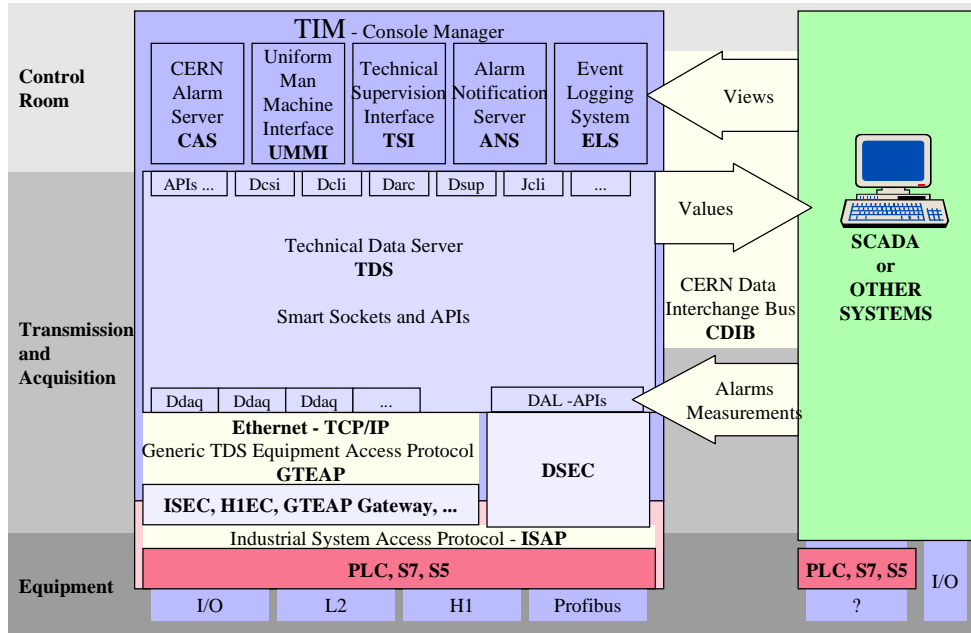 TIM - Console Manager
Control
Room
CERN
Alarm
Server
CAS
Uniform
Man
Machine
Interface
UMMI
Technical
Supervision
Interface
TSI
Alarm
Notification
Server
ANS
Event
Logging
System
ELS
Views
APIs ...
Dcsi
Dcli
Darc
Dsup
Jcli
...
Values
Technical Data Server
TDS
Smart Sockets and APIs
SCADA
or
OTHER
SYSTEMS
CERN Data
Interchange Bus
CDIB
Transmission
and
Acquisition
Ddaq
Ddaq
Ddaq
...
DAL -APIs
Alarms
Measurements
Ethernet - TCP/IP
Generic TDS Equipment Access Protocol
GTEAP
DSEC
ISEC, H1EC, GTEAP Gateway, ...
Industrial System Access Protocol - ISAP
Equipment
PLC, S7, S5
I/O
L2
H1
Profibus
PLC, S7, S5
?
I/O